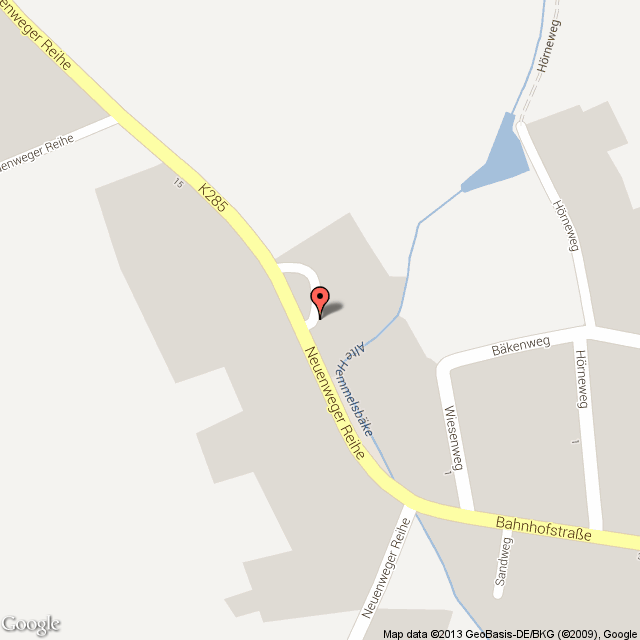 Neuenweger Reihe
Hörneweg
Neuenweger Reihe
15
K285
Hörneweg
Bäkenweg
Alte Hemmelsbäke
Neuenweger Reihe
Hörneweg
Wiesenweg
1
1
Bahnhofstraße
Neuenweger Reihe
Sandweg
Google
Map data ©2013 GeoBasis-DE/BKG (©2009), Google